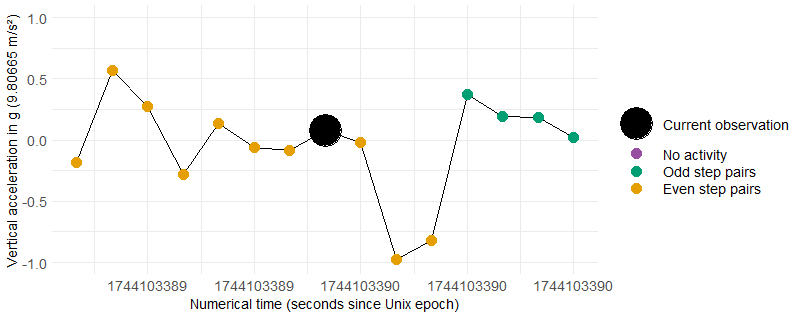 Vertical acceleration in g (9.80665 m/s²)
1.0
0.5
0.0
-0.5
-1.0
1744103389 1744103389 1744103390 1744103390 1744103390
Numerical time (seconds since Unix epoch)
Current observation
No activity
Odd step pairs
Even step pairs